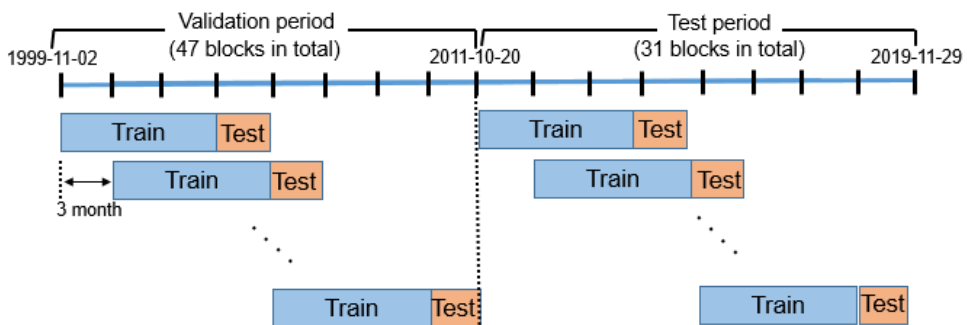 Validation period
(47 blocks in total)
Test period
(31 blocks in total)
1999-11-02
2011-10-20
2019-11-29
Train
Test
Train
Test
Train
Test
Train
Test
3 month
Train
Test
Train
Test